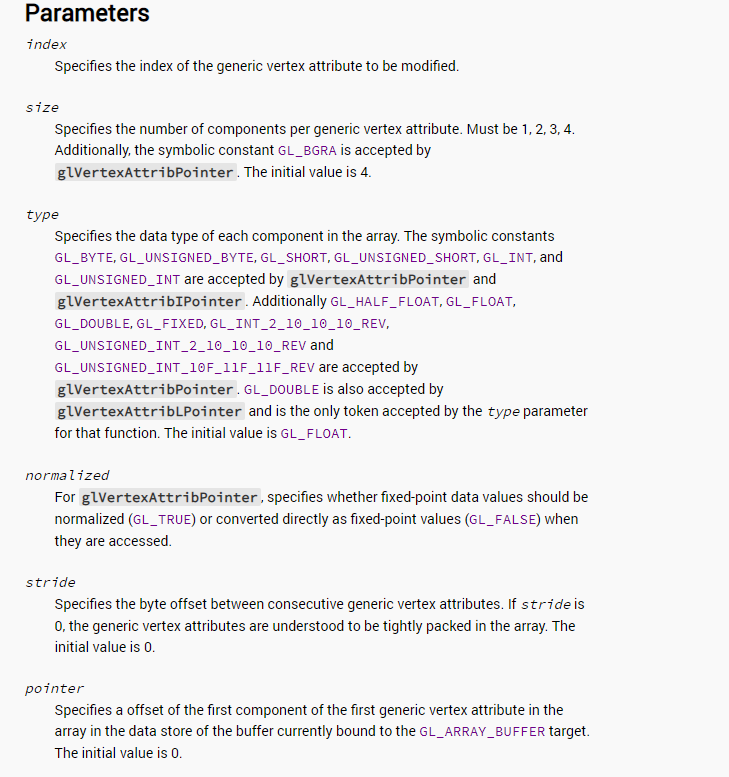 Parameters
index
Specifies the index of the generic vertex attribute to be modified.
size
Specifies the number of components per generic vertex attribute. Must be 1, 2, 3, 4.
Additionally, the symbolic constant GL_BGRA is accepted by
glVertexAttribPointer. The initial value is 4.
type
Specifies the data type of each component in the array. The symbolic constants
GL_BYTE, GL_UNSIGNED_BYTE, GL_SHORT, GL_UNSIGNED_SHORT, GL_INT, and
GL_UNSIGNED_INT are accepted by glVertexAttribPointer and
glVertexAttribIPointer. Additionally GL_HALF_FLOAT, GL_FLOAT,
GL_DOUBLE, GL_FIXED, GL_INT_2_10_10_10_REV,
GL_UNSIGNED_INT_2_10_10_10_REV and
GL_UNSIGNED_INT_10F_11F_11F_REV are accepted by
glVertexAttribPointer. GL_DOUBLE is also accepted by
glVertexAttribLPointer and is the only token accepted by the type parameter
for that function. The initial value is GL_FLOAT.
normalized
For glVertexAttribPointer, specifies whether fixed-point data values should be
normalized (GL_TRUE) or converted directly as fixed-point values (GL_FALSE) when
they are accessed.
stride
Specifies the byte offset between consecutive generic vertex attributes. If stride is
0, the generic vertex attributes are understood to be tightly packed in the array. The
initial value is 0.
pointer
Specifies a offset of the first component of the first generic vertex attribute in the
array in the data store of the buffer currently bound to the GL_ARRAY_BUFFER target.
The initial value is 0.